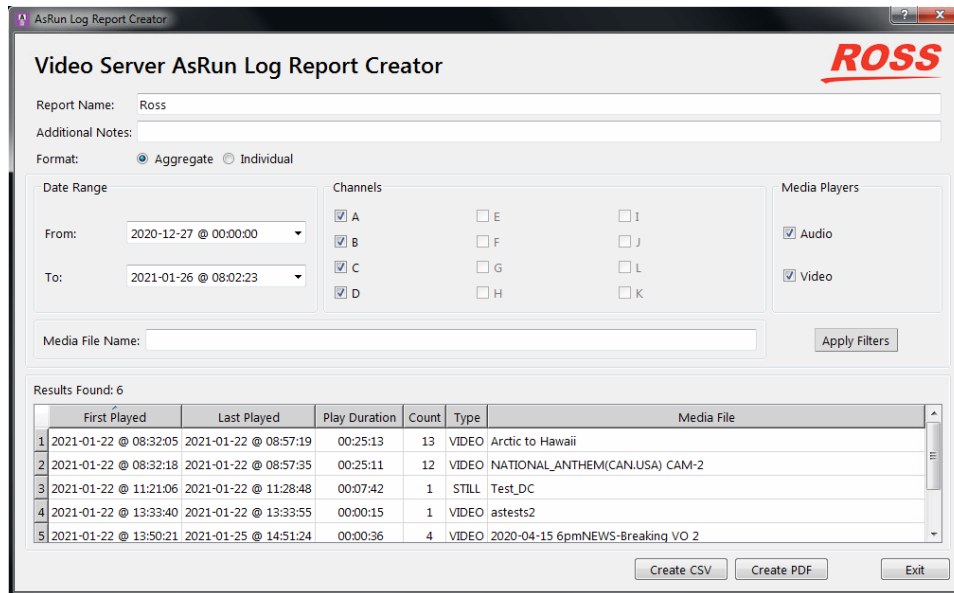 AsRun Log Report Creator
Video Server AsRun Log Report Creator
ROSS
Report Name: Ross
Additional Notes:
Format: Aggregate Individual
Date Range
From: 2020-12-27 @ 00:00:00
To: 2021-01-26 @ 08:02:23
Channels
A E I
B F J
C G L
D H K
Media Players
Audio
Video
Media File Name:
Apply Filters
Results Found: 6
First Played Last Played Play Duration Count Type Media File
1 2021-01-22 @ 08:32:05 2021-01-22 @ 08:57:19 00:25:13 13 VIDEO Arctic to Hawaii
2 2021-01-22 @ 08:32:18 2021-01-22 @ 08:57:35 00:25:11 12 VIDEO NATIONAL_ANTHEM(CAN.USA) CAM-2
3 2021-01-22 @ 11:21:06 2021-01-22 @ 11:28:48 00:07:42 1 STILL Test_DC
4 2021-01-22 @ 13:33:40 2021-01-22 @ 13:33:55 00:00:15 1 VIDEO astests2
5 2021-01-22 @ 13:50:21 2021-01-25 @ 14:51:24 00:00:36 4 VIDEO 2020-04-15 6pmNEWS-Breaking VO 2
Create CSV Create PDF Exit